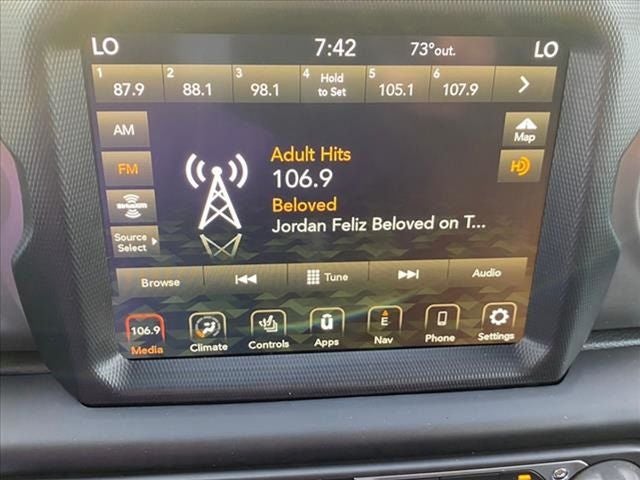 LO 7:42 73°out. LO
1 87.9 2 88.1 3 98.1 4 Hold to Set 5 105.1 6 107.9
AM
Map
Adult Hits
FM
106.9
HD
Beloved
SiriusXM
Jordan Feliz Beloved on T...
Source Select
Browse Tune Audio
106.9 E
Media Climate Controls Apps Nav Phone Settings